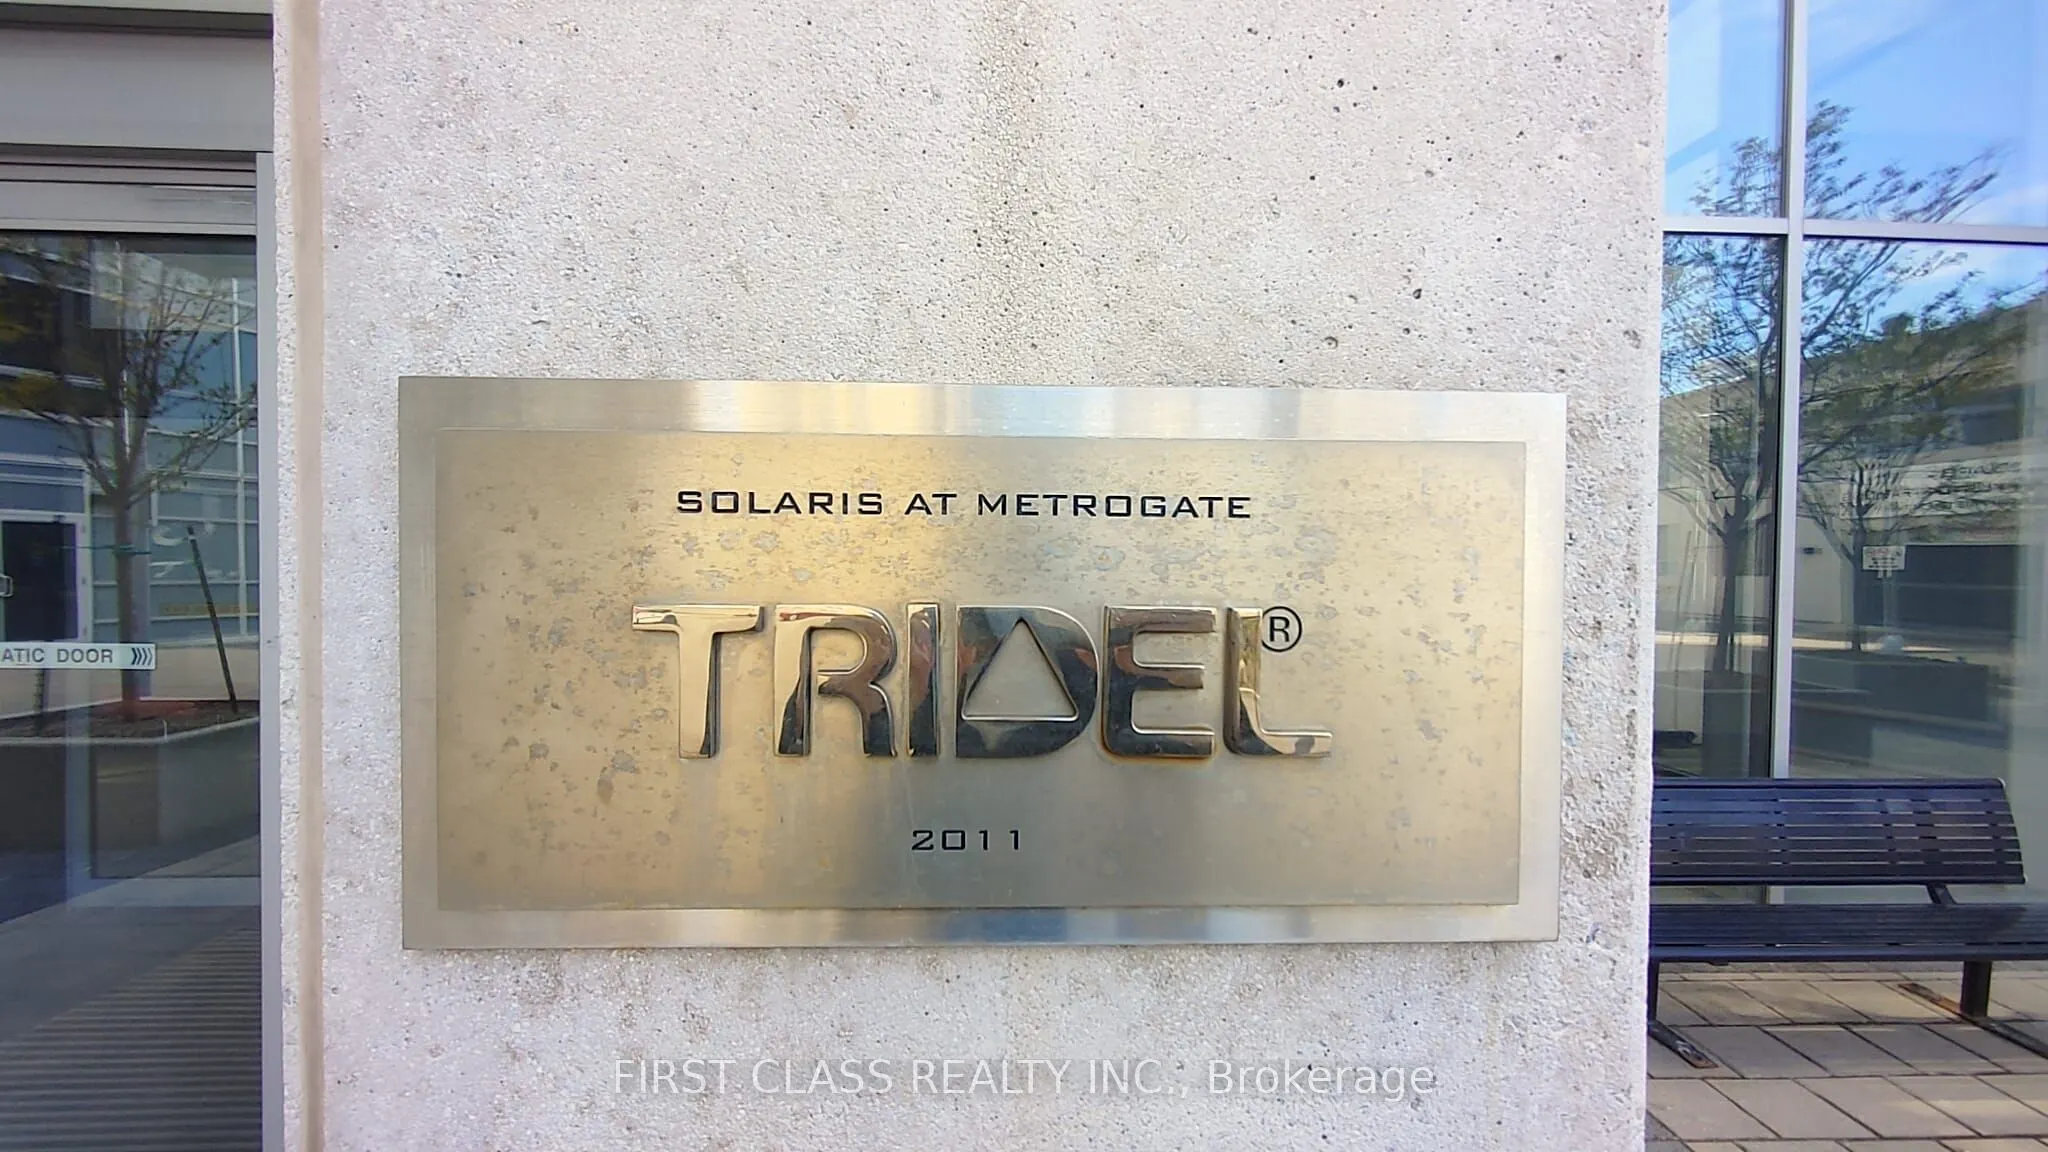 SOLARIS AT METROGATE
TRIDEL®
2011
ATIC DOOR
FIRST CLASS REALTY INC., Brokerage